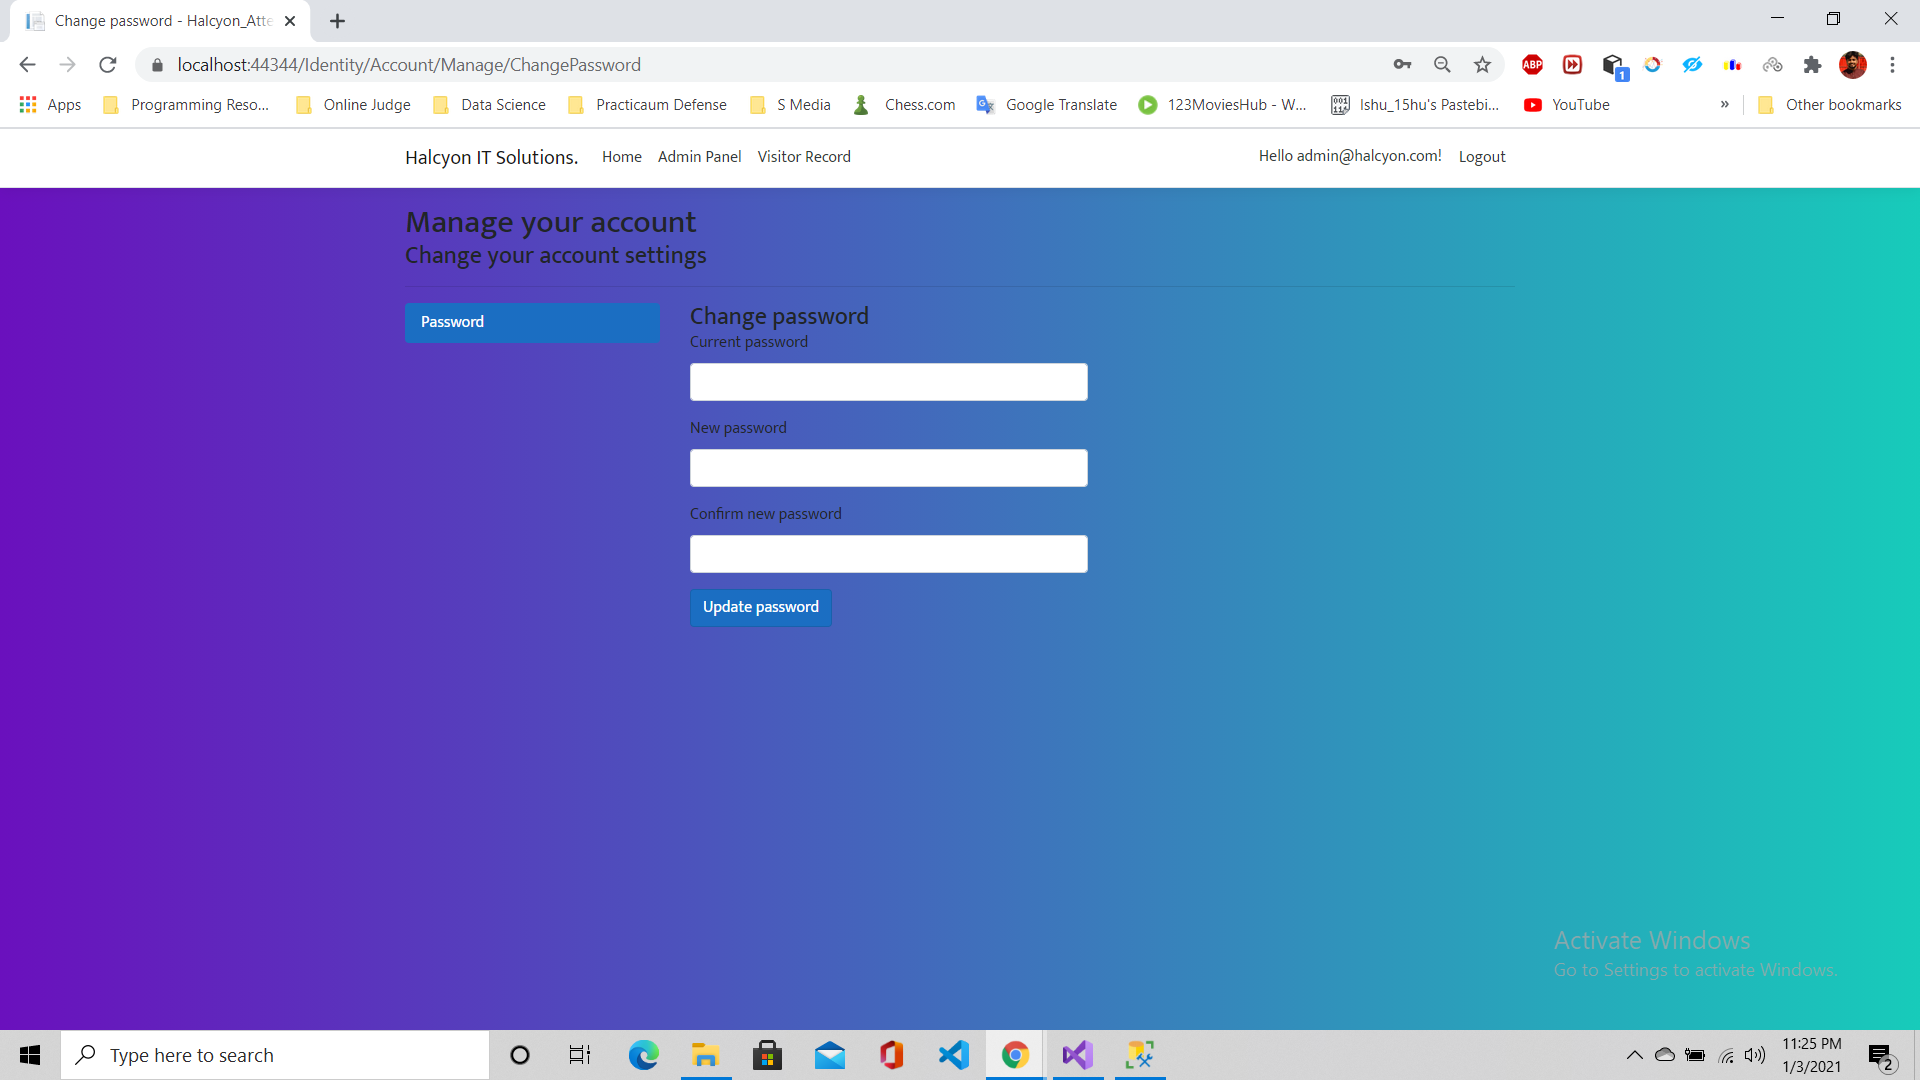 Change password - Halcyon_Atte
localhost:44344/Identity/Account/Manage/ChangePassword
ABP
1
Apps
Programming Reso...
Online Judge
Data Science
Practicaum Defense
S Media
Chess.com
Google Translate
123MoviesHub - W...
Ishu_15hu's Pastebi...
YouTube
»
Other bookmarks
Halcyon IT Solutions.
Home
Admin Panel
Visitor Record
Hello admin@halcyon.com!
Logout
Manage your account
Change your account settings
Password
Change password
Current password
New password
Confirm new password
Update password
Activate Windows
Go to Settings to activate Windows.
Type here to search
11:25 PM
1/3/2021
2